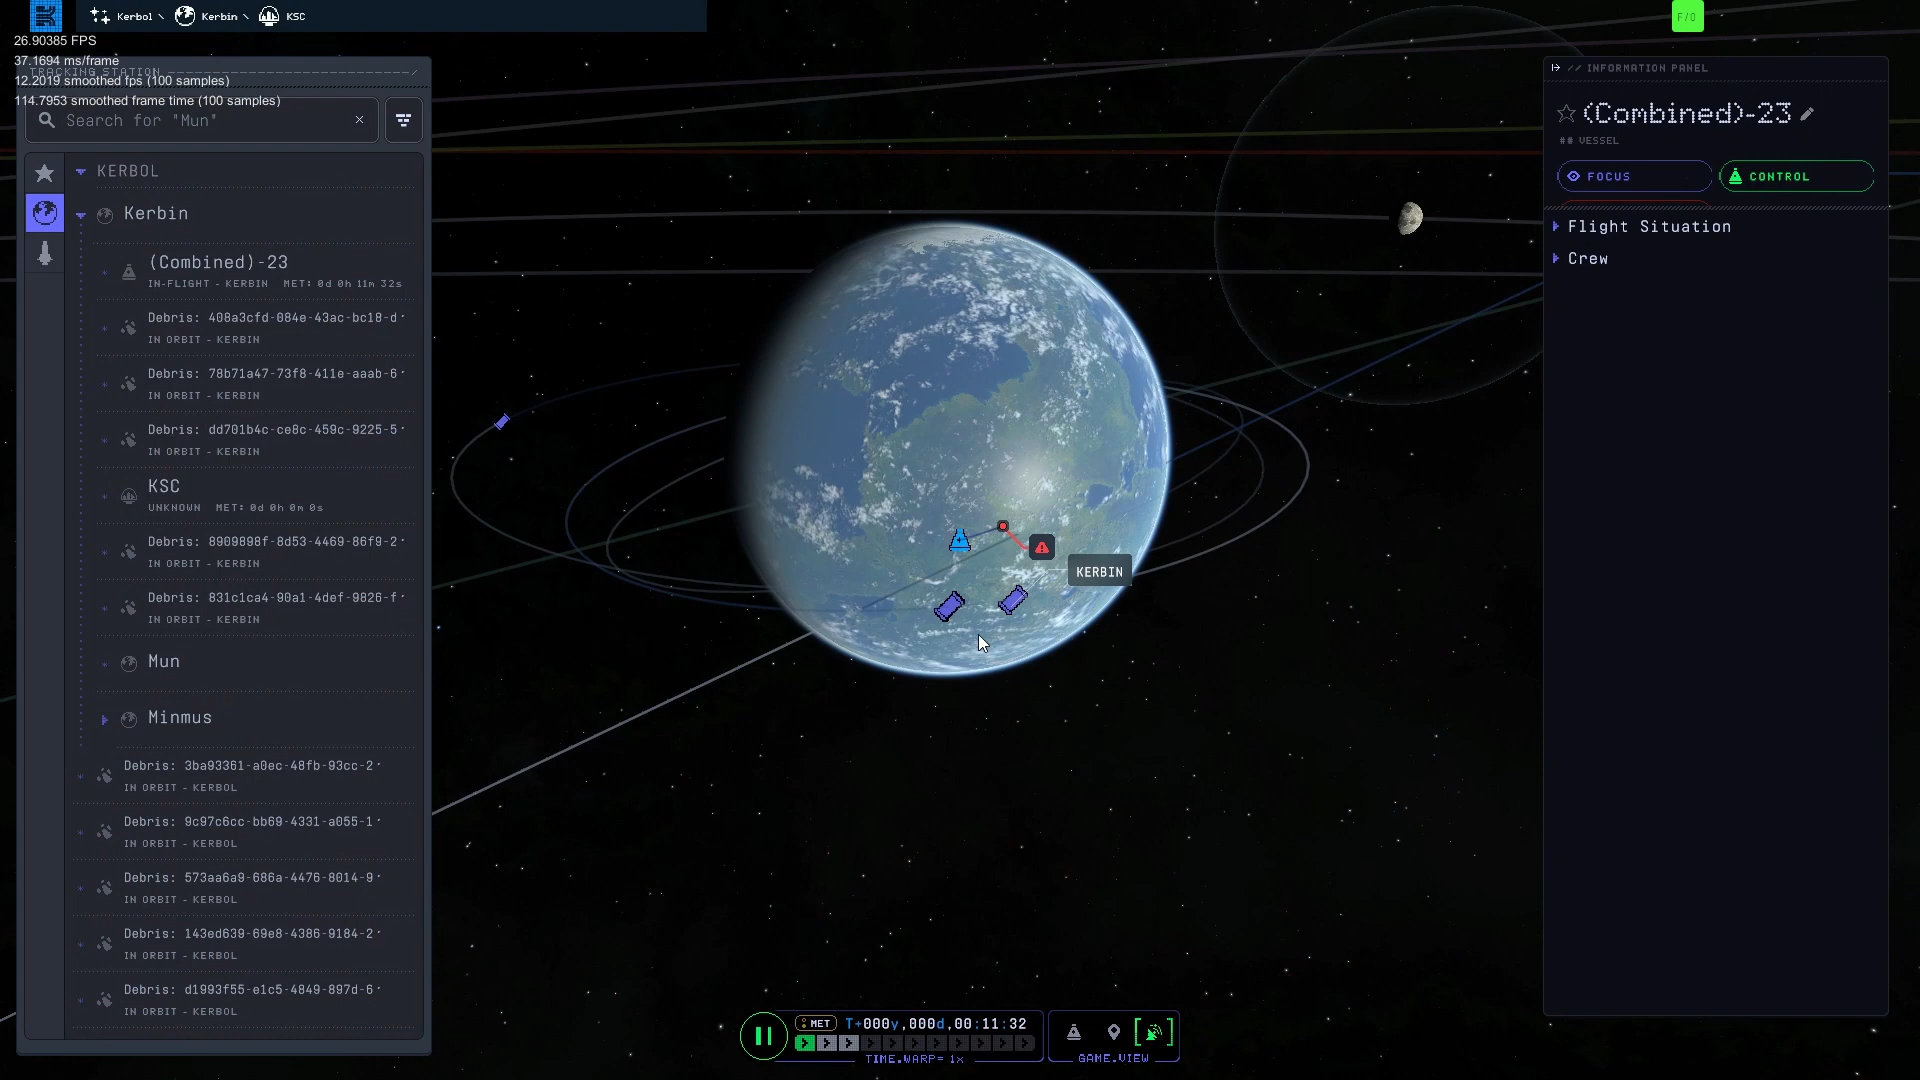 Kerbol \ Kerbin \ KSC
F/O
26.90385 FPS
37.1694 ms/frame
TRACKING STATION
12.2019 smoothed fps (100 samples)
114.7953 smoothed frame time (100 samples)
Search for "Mun"
KERBOL
Kerbin
(Combined)-23
IN-FLIGHT - KERBIN MET: 0d 0h 11m 32s
Debris: 408a3cfd-084e-43ac-bc18-d
IN ORBIT - KERBIN
Debris: 78b71a47-73f8-411e-aaab-6
IN ORBIT - KERBIN
Debris: dd701b4c-ce8c-459c-9225-5
IN ORBIT - KERBIN
KSC
UNKNOWN MET: 0d 0h 0m 0s
Debris: 8909898f-8d53-4469-86f9-2
IN ORBIT - KERBIN
Debris: 831c1ca4-90a1-4def-9826-f
IN ORBIT - KERBIN
Mun
Minmus
Debris: 3ba93361-a0ec-48fb-93cc-2
IN ORBIT - KERBOL
Debris: 9c97c6cc-bb69-4331-a055-1
IN ORBIT - KERBOL
Debris: 573aa6a9-686a-4476-8014-9
IN ORBIT - KERBOL
Debris: 143ed639-69e8-4386-9184-2
IN ORBIT - KERBOL
Debris: d1993f55-e1c5-4849-897d-6
IN ORBIT - KERBOL
KERBIN
MET T+000y,000d,00:11:32
TIME.WARP= 1x
GAME.VIEW
// INFORMATION PANEL
(Combined)-23
## VESSEL
FOCUS
CONTROL
Flight Situation
Crew